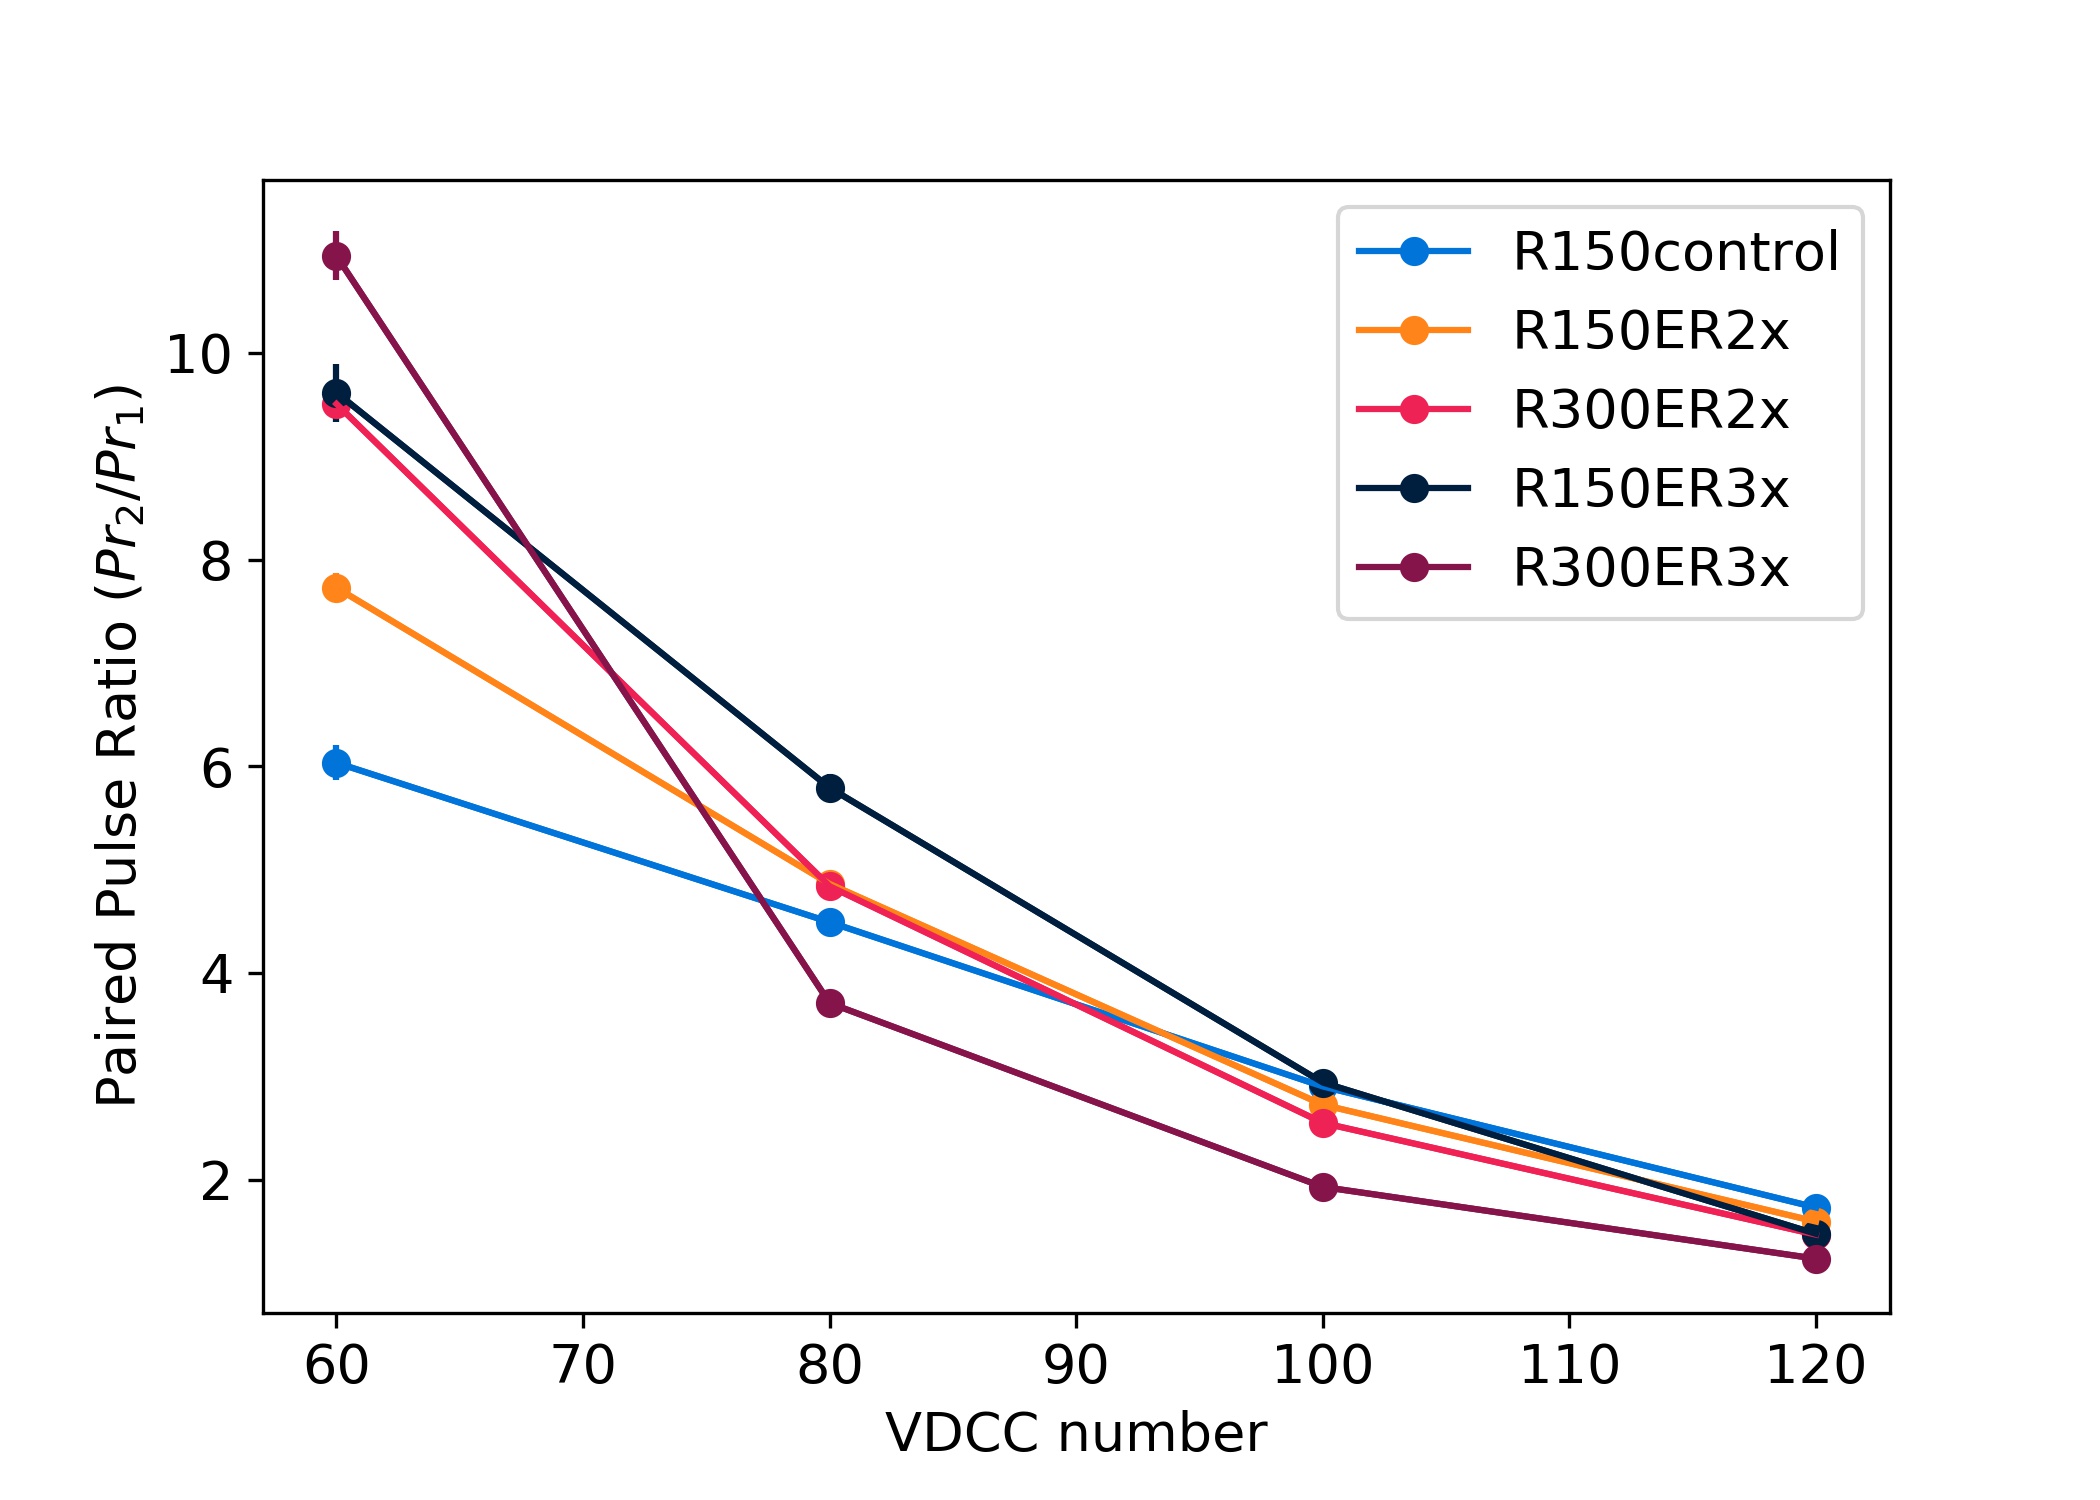 R150control
R150ER2x
R300ER2x
R150ER3x
R300ER3x
Paired Pulse Ratio (Pr₂/Pr₁)
10
8
6
4
2
60 70 80 90 100 110 120
VDCC number